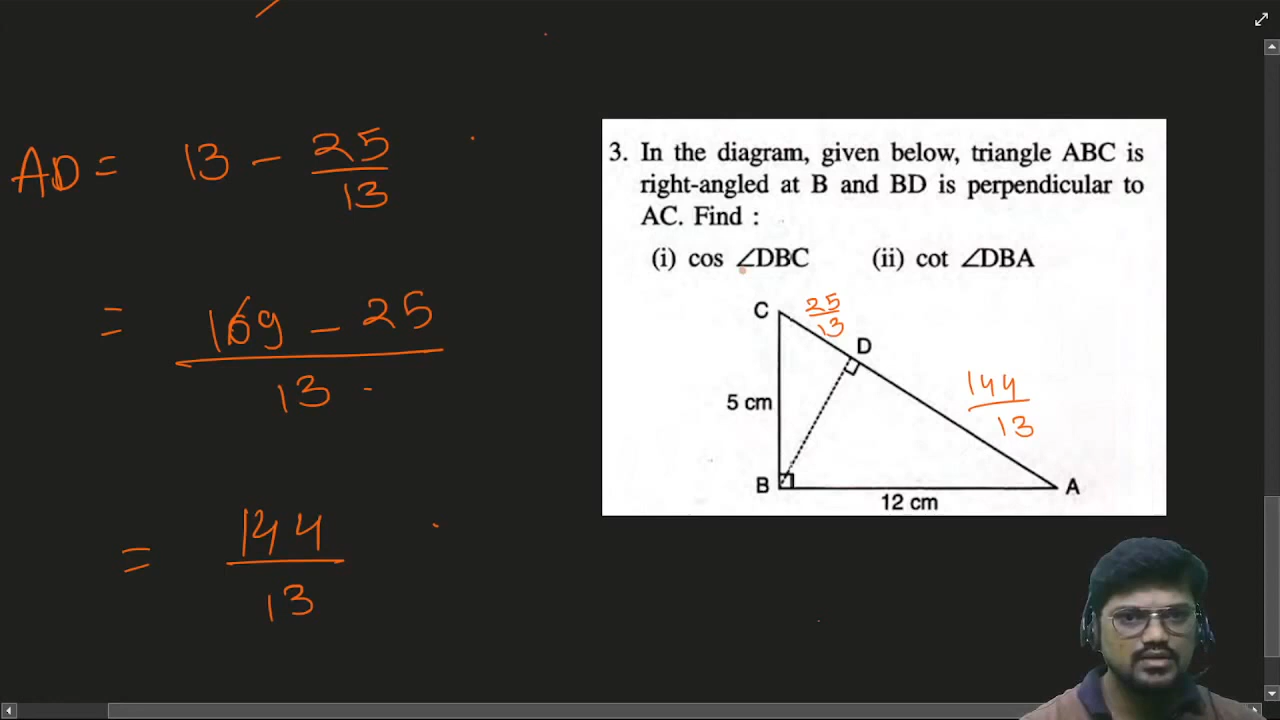 AD = 13 - 25/13
= 169 - 25/13
= 144/13
3. In the diagram, given below, triangle ABC is
right-angled at B and BD is perpendicular to
AC. Find :
(i) cos ∠DBC (ii) cot ∠DBA
C 25/13
D
144/13
5 cm
B A
12 cm